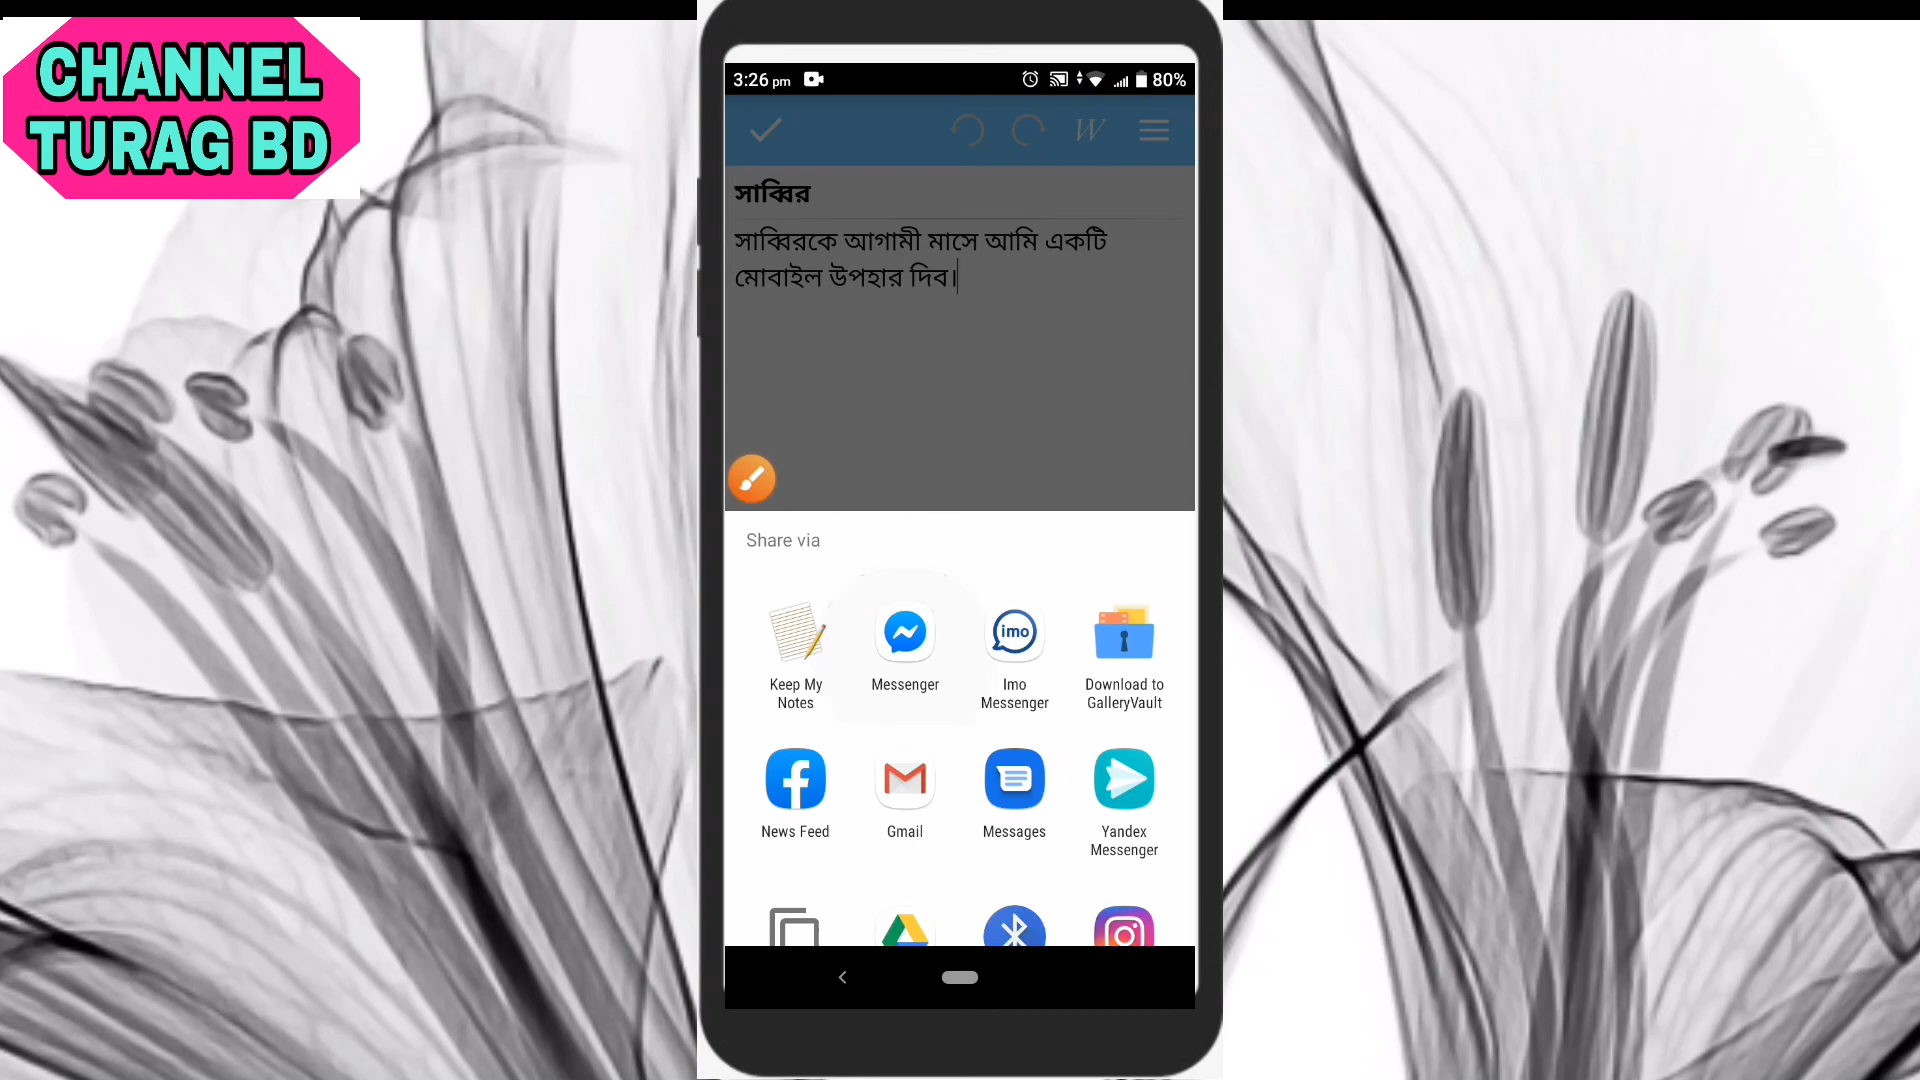 CHANNEL
TURAG BD
3:26 pm
80%
W
সাব্বির
সাব্বিরকে আগামী মাসে আমি একটি
মোবাইল উপহার দিব।
Share via
Keep My
Notes
Messenger
imo
Imo
Messenger
Download to
GalleryVault
News Feed
Gmail
Messages
Yandex
Messenger